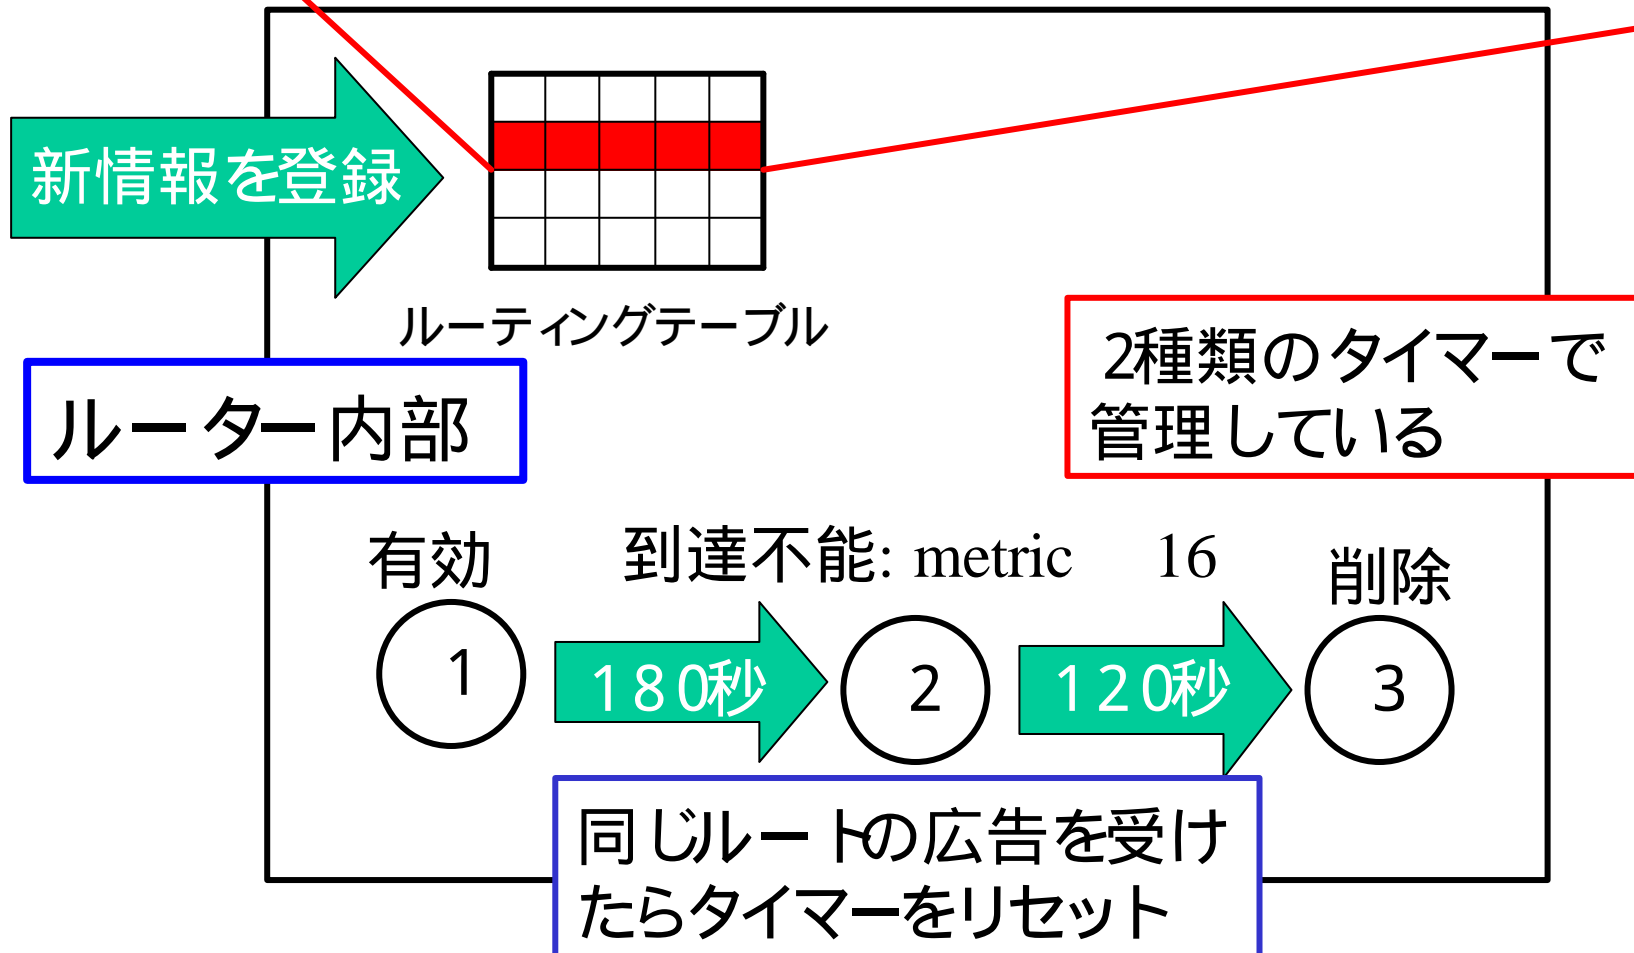 新情報を登録
ルーティングテーブル
2種類のタイマーで
管理している
ルーター内部
有効
到達不能: metric 16
削除
1
180秒
2
120秒
3
同じルートの広告を受け
たらタイマーをリセット